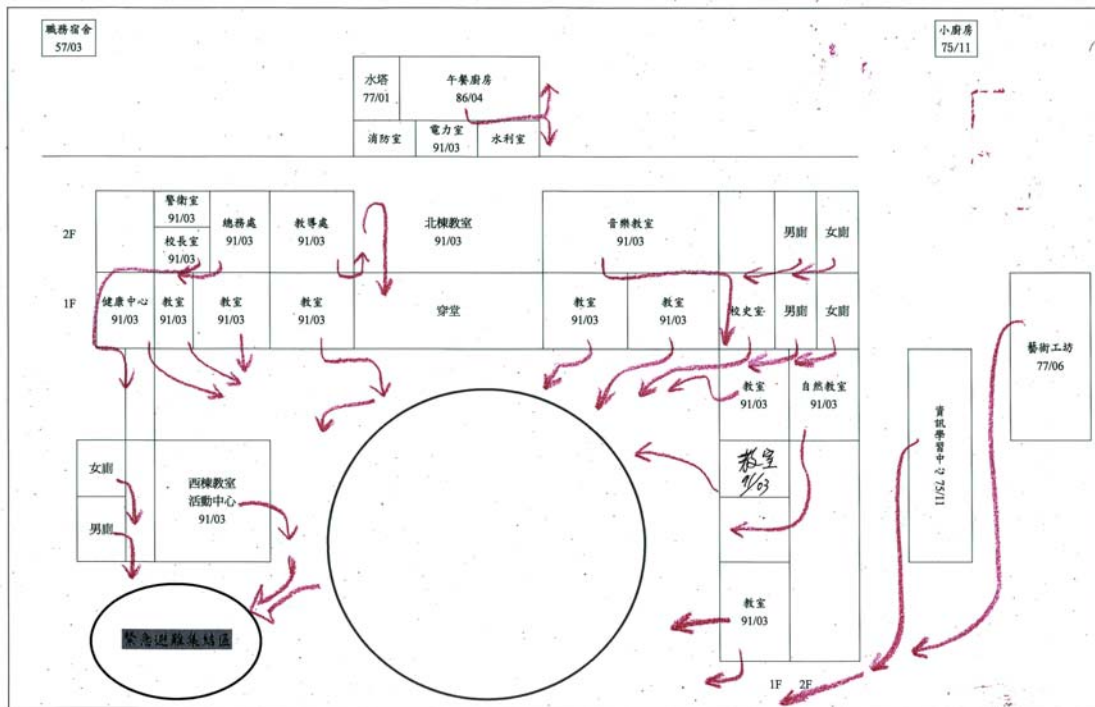 職務宿舍
57/03
小廚房
75/11
水塔
77/01
午餐廚房
86/04
消防室
電力室
91/03
水利室
2F
警衛室
91/03
校長室
91/03
總務處
91/03
教導處
91/03
北棟教室
91/03
音樂教室
91/03
男廁
女廁
1F
健康中心
91/03
教室
91/03
教室
91/03
教室
91/03
穿堂
教室
91/03
教室
91/03
校史室
男廁
女廁
藝術工坊
77/06
教室
91/03
自然教室
91/03
資訊學習中心 75/11
女廁
男廁
西棟教室
活動中心
91/03
教室
91/03
教室
91/03
緊急避難集結區
1F
2F